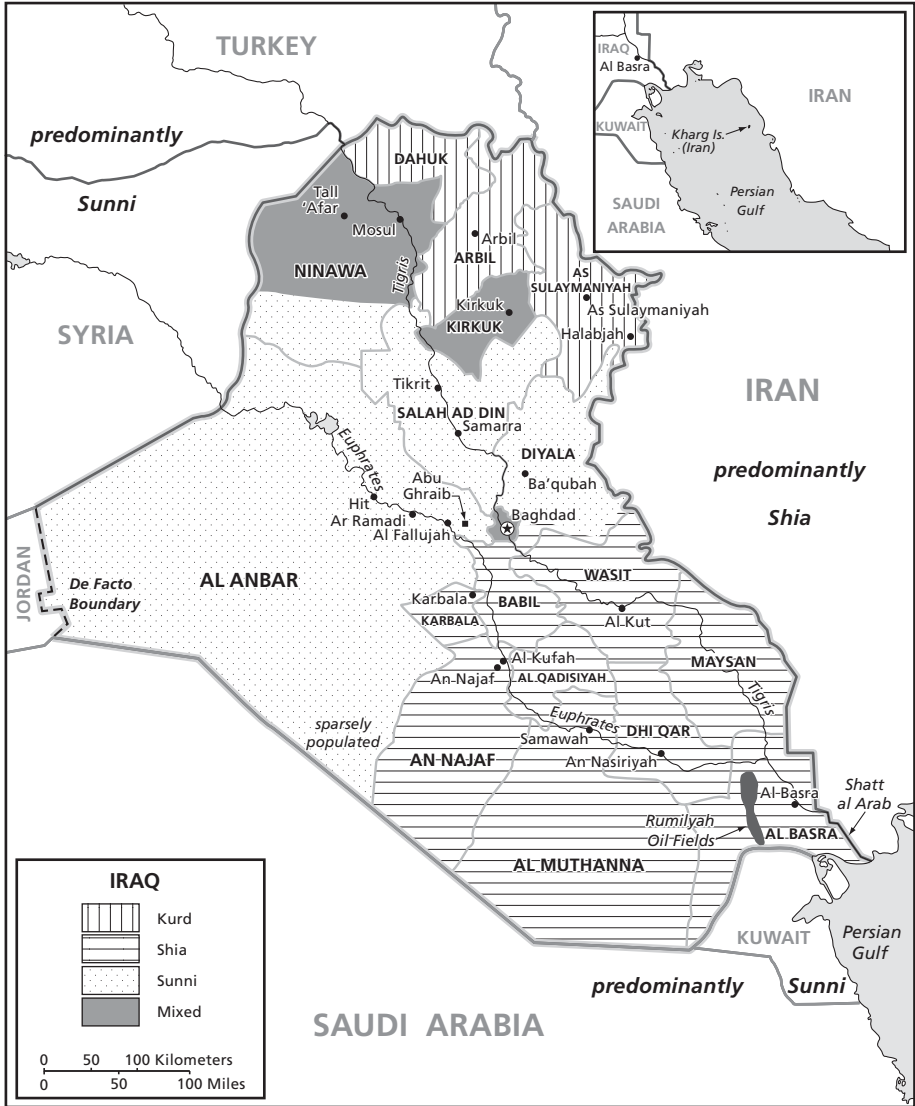 TURKEY
predominantly
Sunni
SYRIA
JORDAN
De Facto
Boundary
DAHUK
Tall
'Afar
Mosul
NINAWA
Tigris
Arbil
ARBIL
AS
SULAYMANIYAH
As Sulaymaniyah
Kirkuk
KIRKUK
Halabjah
Tikrit
SALAH AD DIN
Samarra
DIYALA
Ba'qubah
Euphrates
Abu
Ghraib
Hit
Ar Ramadi
Al Fallujah
Baghdad
AL ANBAR
WASIT
Karbala
KARBALA
BABIL
Al Kut
Al Kufah
An Najaf
AL QADISIYAH
MAYSAN
Tigris
sparsely
populated
Euphrates
Samawah
DHI QAR
AN NAJAF
An Nasiriyah
Al Basra
Shatt
al Arab
Rumilyah
Oil Fields
AL BASRA
AL MUTHANNA
IRAN
predominantly
Shia
KUWAIT
Persian
Gulf
predominantly Sunni
SAUDI ARABIA
IRAQ
Al Basra
IRAN
KUWAIT
Kharg Is.
(Iran)
SAUDI
ARABIA
Persian
Gulf
IRAQ
Kurd
Shia
Sunni
Mixed
0 50 100 Kilometers
0 50 100 Miles